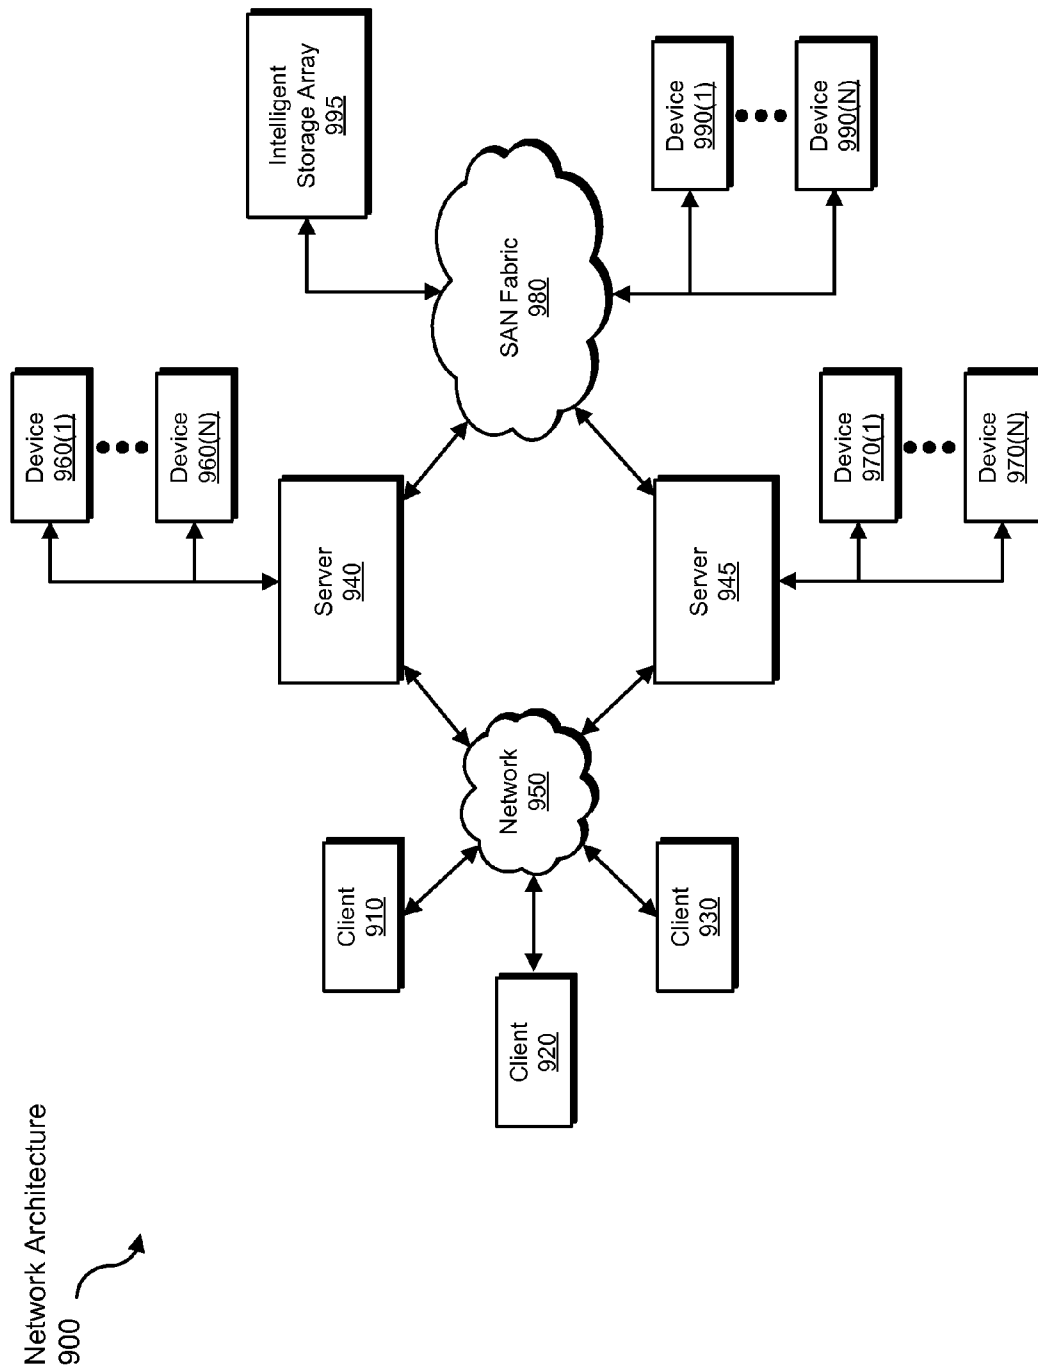 Network Architecture
900
Client
910
Client
920
Client
930
Network
950
Server
940
Server
945
Device
960(1)
Device
960(N)
Device
970(1)
Device
970(N)
SAN Fabric
980
Intelligent
Storage Array
995
Device
990(1)
Device
990(N)